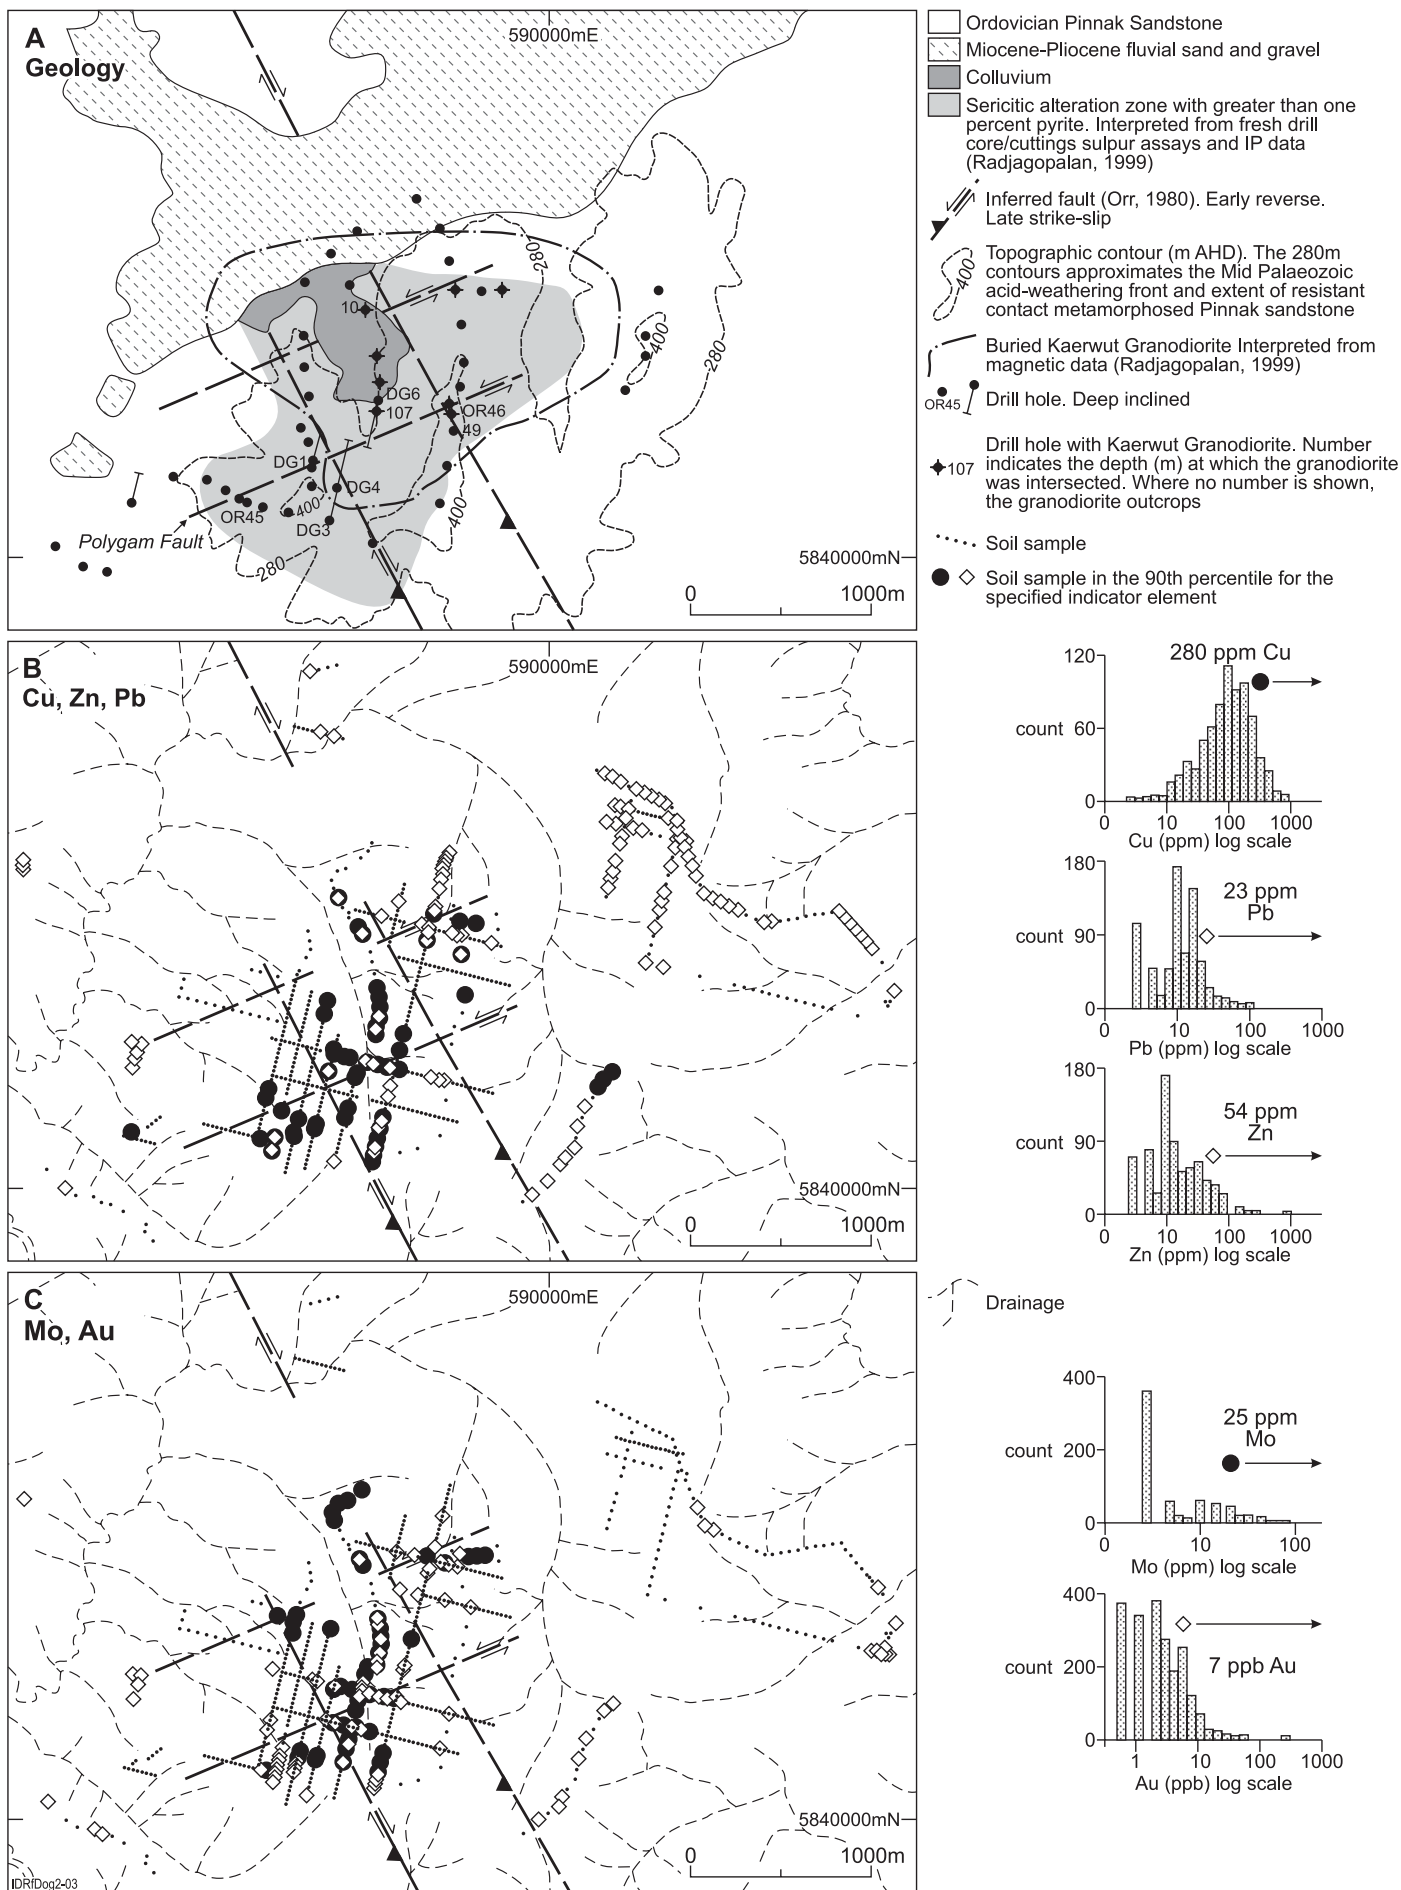 A
Geology
590000mE
280
10
400
280
DG6
107
OR46
49
DG1
DG4
OR45
400
DG3
400
Polygam Fault
280
5840000mN
0 1000m
Ordovician Pinnak Sandstone
Miocene-Pliocene fluvial sand and gravel
Colluvium
Sericitic alteration zone with greater than one
percent pyrite. Interpreted from fresh drill
core/cuttings sulpur assays and IP data
(Radjagopalan, 1999)
Inferred fault (Orr, 1980). Early reverse.
Late strike-slip
400
Topographic contour (m AHD). The 280m
contours approximates the Mid Palaeozoic
acid-weathering front and extent of resistant
contact metamorphosed Pinnak sandstone
Buried Kaerwut Granodiorite Interpreted from
magnetic data (Radjagopalan, 1999)
OR45
Drill hole. Deep inclined
107
Drill hole with Kaerwut Granodiorite. Number
indicates the depth (m) at which the granodiorite
was intersected. Where no number is shown,
the granodiorite outcrops
Soil sample
Soil sample in the 90th percentile for the
specified indicator element
B
Cu, Zn, Pb
590000mE
5840000mN
0 1000m
280 ppm Cu
120
count 60
0
0 10 100 1000
Cu (ppm) log scale
180
23 ppm
Pb
count 90
0
0 10 100 1000
Pb (ppm) log scale
180
54 ppm
Zn
count 90
0
0 10 100 1000
Zn (ppm) log scale
C
Mo, Au
590000mE
5840000mN
0 1000m
IDRfDog2-03
Drainage
400
25 ppm
Mo
count 200
0
0 10 100
Mo (ppm) log scale
400
count 200
7 ppb Au
0
1 10 100 1000
Au (ppb) log scale